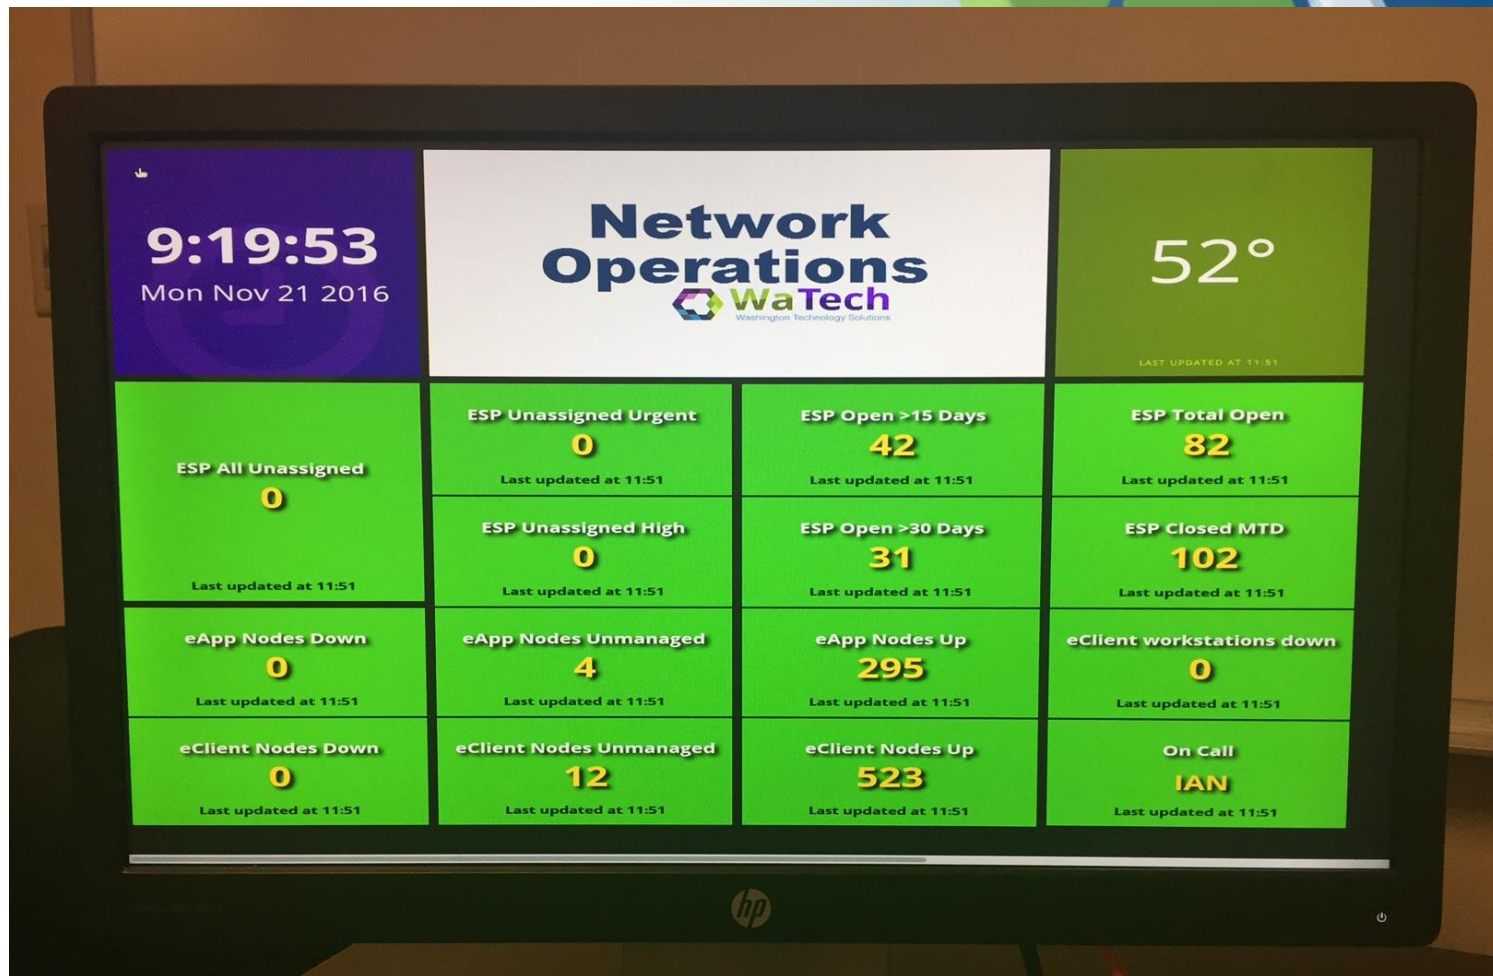 9:19:53
Mon Nov 21 2016
Network
Operations
WaTech
Washington Technology Solutions
52°
LAST UPDATED AT 11:51
ESP All Unassigned
0
Last updated at 11:51
ESP Unassigned Urgent
0
Last updated at 11:51
ESP Open >15 Days
42
Last updated at 11:51
ESP Total Open
82
Last updated at 11:51
ESP Unassigned High
0
Last updated at 11:51
ESP Open >30 Days
31
Last updated at 11:51
ESP Closed MTD
102
Last updated at 11:51
eApp Nodes Down
0
Last updated at 11:51
eApp Nodes Unmanaged
4
Last updated at 11:51
eApp Nodes Up
295
Last updated at 11:51
eClient workstations down
0
Last updated at 11:51
eClient Nodes Down
0
Last updated at 11:51
eClient Nodes Unmanaged
12
Last updated at 11:51
eClient Nodes Up
523
Last updated at 11:51
On Call
IAN
Last updated at 11:51
hp